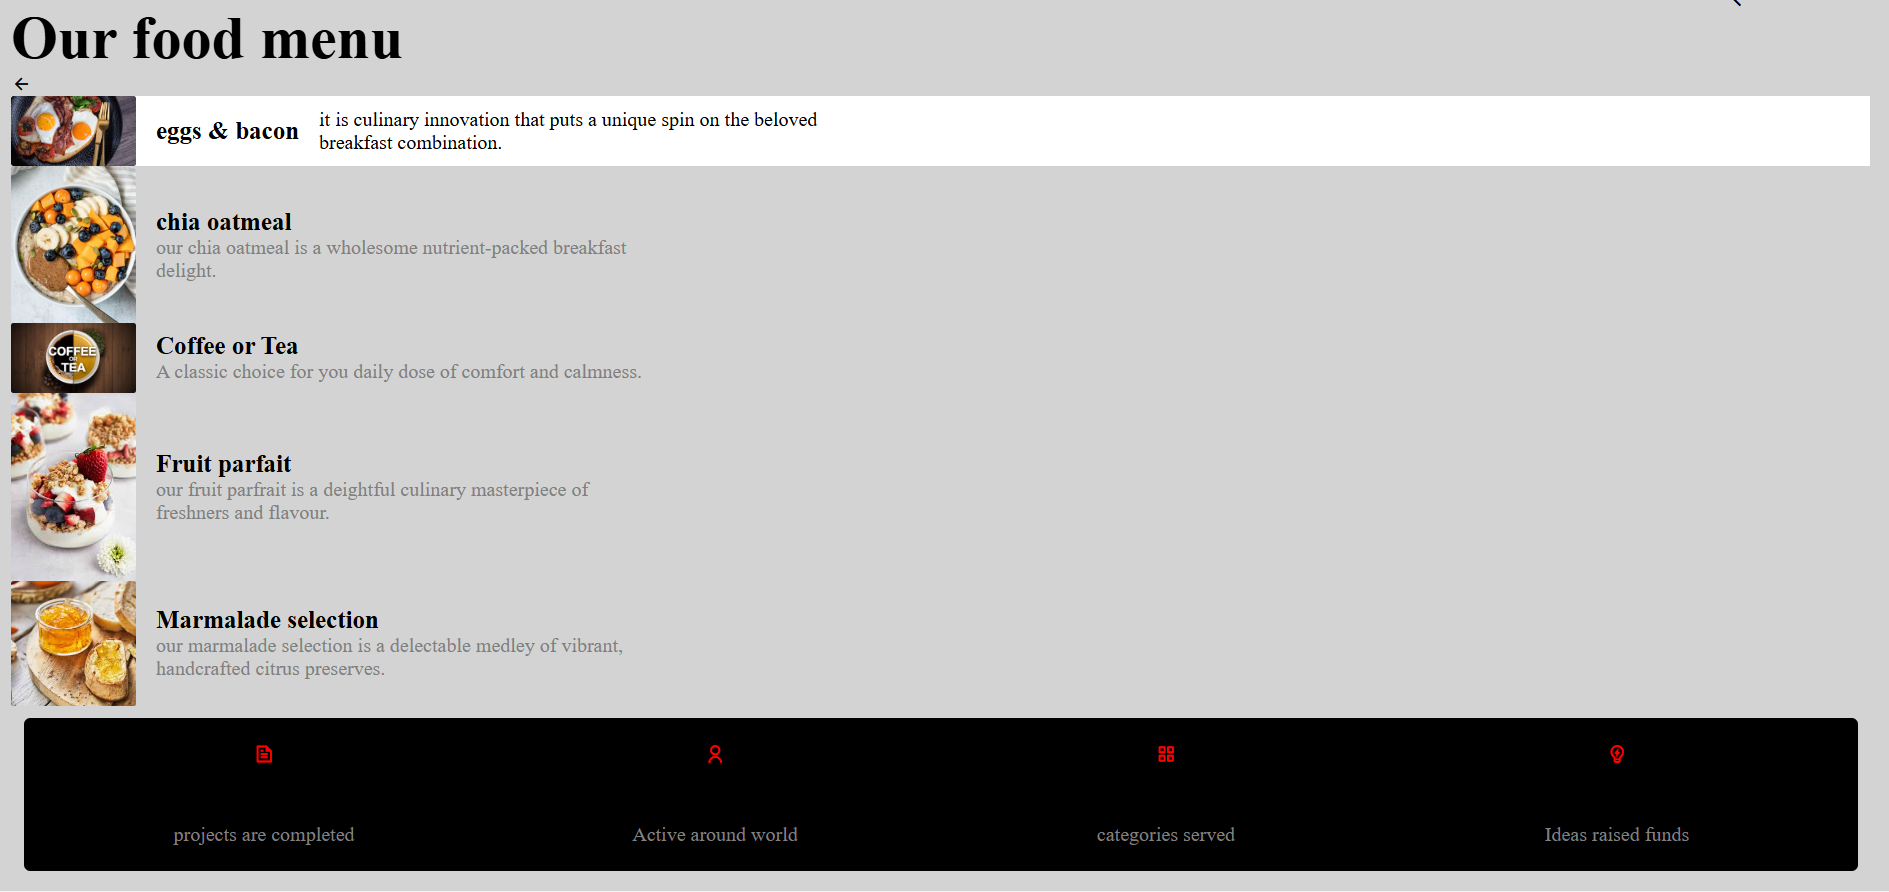 Our food menu
eggs & bacon
it is culinary innovation that puts a unique spin on the beloved
breakfast combination.
chia oatmeal
our chia oatmeal is a wholesome nutrient-packed breakfast
delight.
COFFEE
OR
TEA
Coffee or Tea
A classic choice for you daily dose of comfort and calmness.
Fruit parfait
our fruit parfrait is a deightful culinary masterpiece of
freshners and flavour.
Marmalade selection
our marmalade selection is a delectable medley of vibrant,
handcrafted citrus preserves.
projects are completed
Active around world
categories served
Ideas raised funds